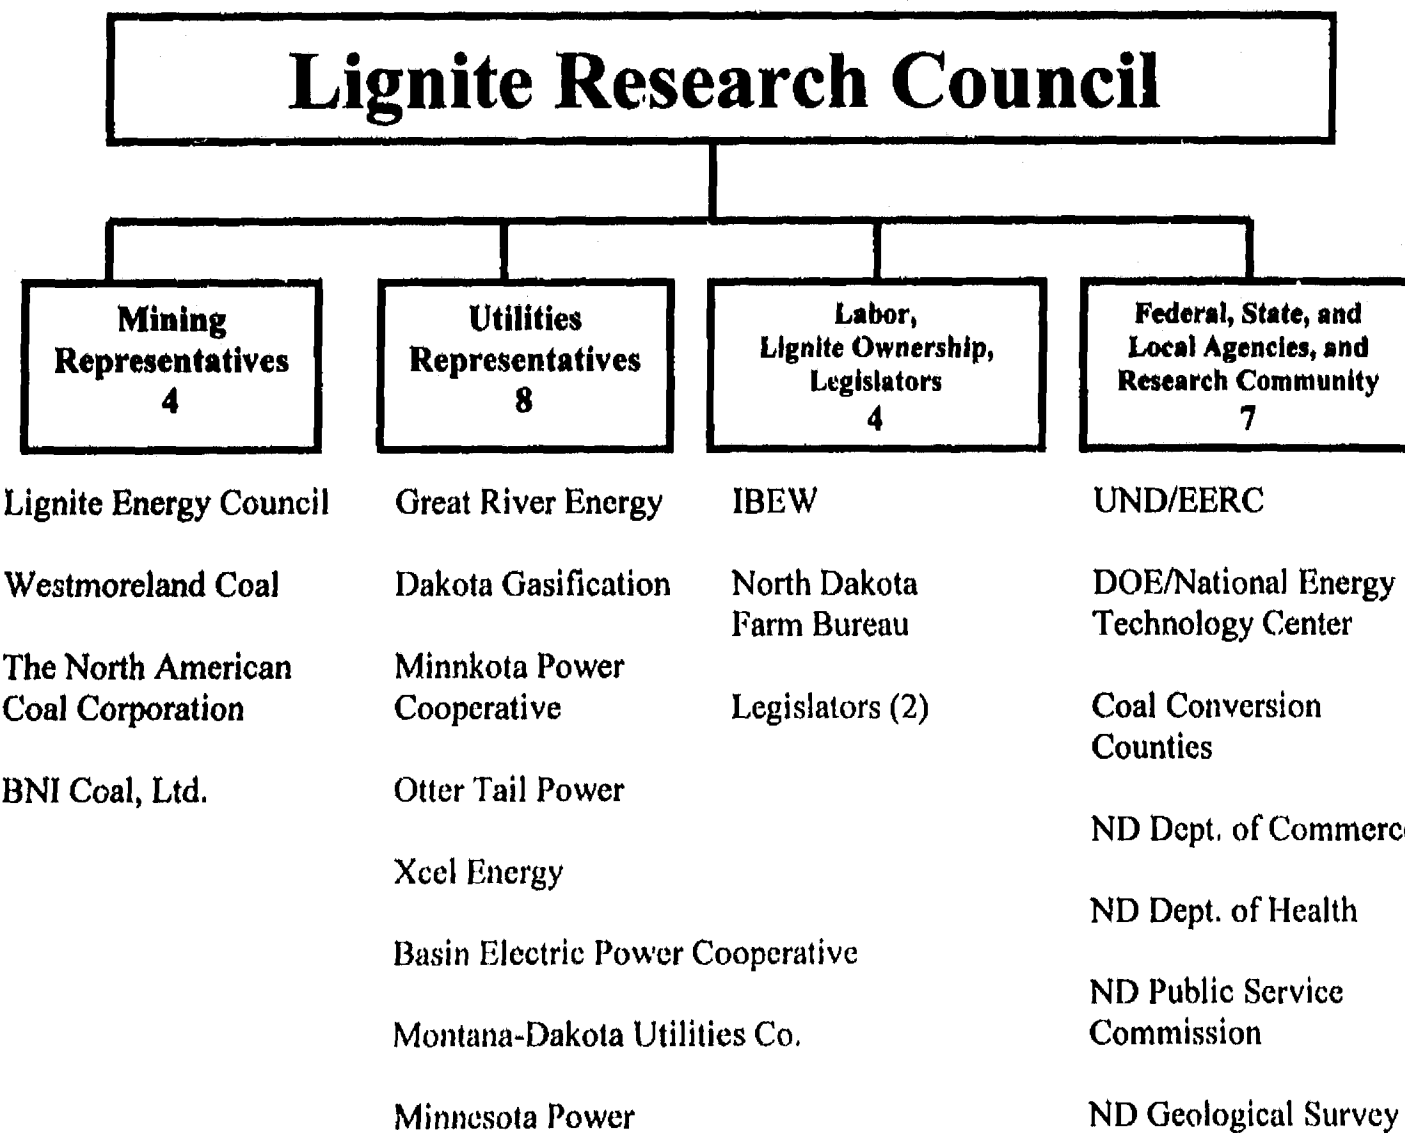 Lignite Research Council
Mining
Representatives
4
Utilities
Representatives
8
Labor,
Lignite Ownership,
Legislators
4
Federal, State, and
Local Agencies, and
Research Community
7
Lignite Energy Council
Westmoreland Coal
The North American
Coal Corporation
BNI Coal, Ltd.
Great River Energy
Dakota Gasification
Minnkota Power
Cooperative
Otter Tail Power
Xcel Energy
Basin Electric Power Cooperative
Montana-Dakota Utilities Co.
Minnesota Power
IBEW
North Dakota
Farm Bureau
Legislators (2)
UND/EERC
DOE/National Energy
Technology Center
Coal Conversion
Counties
ND Dept. of Commerce
ND Dept. of Health
ND Public Service
Commission
ND Geological Survey